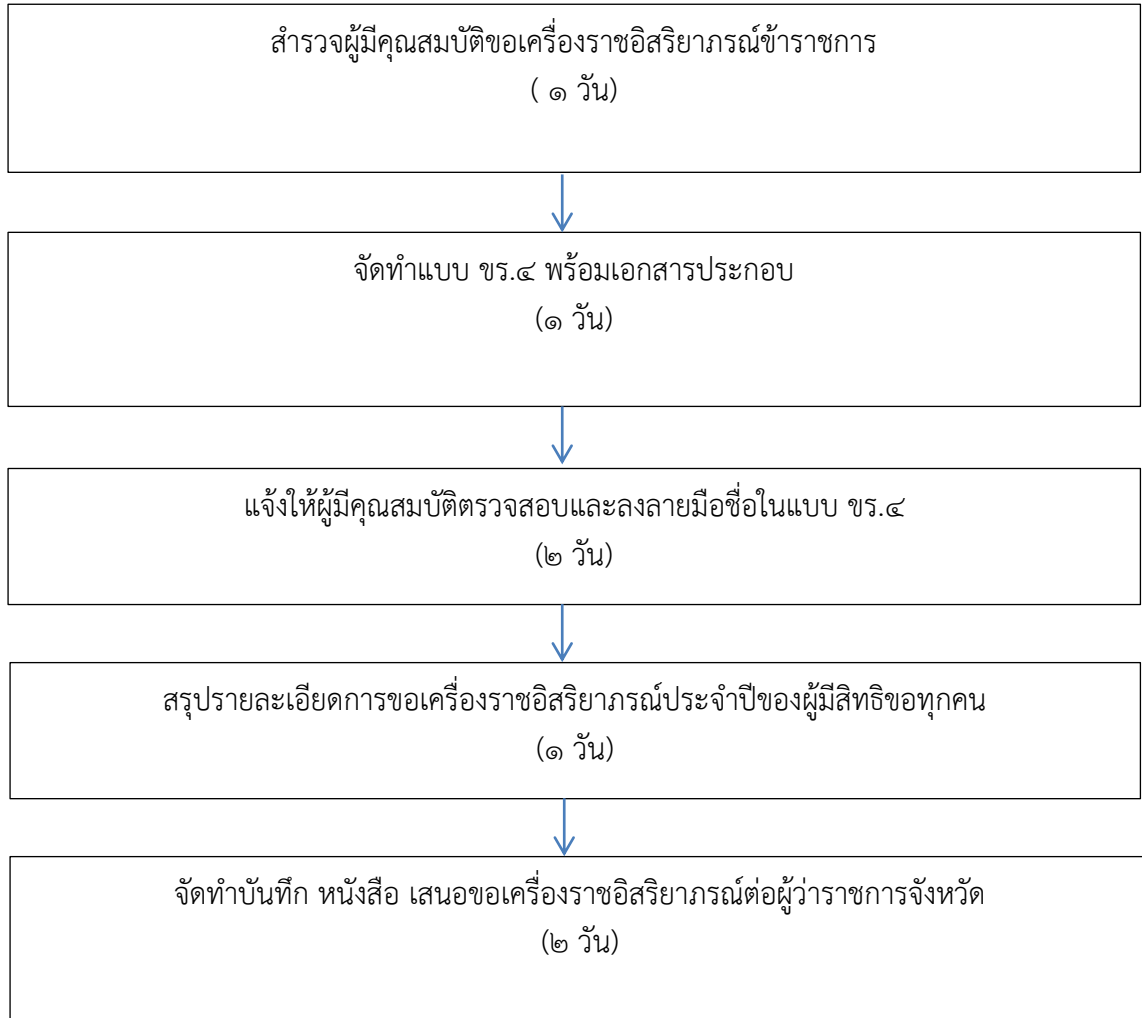 สำรวจผู้มีคุณสมบัติขอเครื่องราชอิสริยาภรณ์ข้าราชการ
( ๑ วัน)
จัดทำแบบ ขร.๔ พร้อมเอกสารประกอบ
(๑ วัน)
แจ้งให้ผู้มีคุณสมบัติตรวจสอบและลงลายมือชื่อในแบบ ขร.๔
(๒ วัน)
สรุปรายละเอียดการขอเครื่องราชอิสริยาภรณ์ประจำปีของผู้มีสิทธิขอทุกคน
(๑ วัน)
จัดทำบันทึก หนังสือ เสนอขอเครื่องราชอิสริยาภรณ์ต่อผู้ว่าราชการจังหวัด
(๒ วัน)